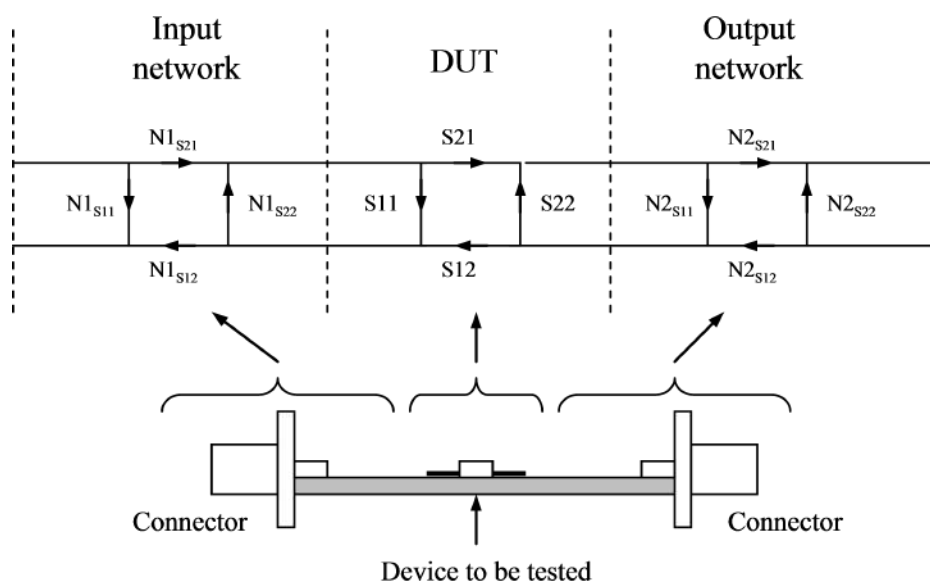 Input
network
DUT
Output
network
N1S21
S21
N2S21
N1S11
N1S22
S11
S22
N2S11
N2S22
N1S12
S12
N2S12
Connector
Connector
Device to be tested